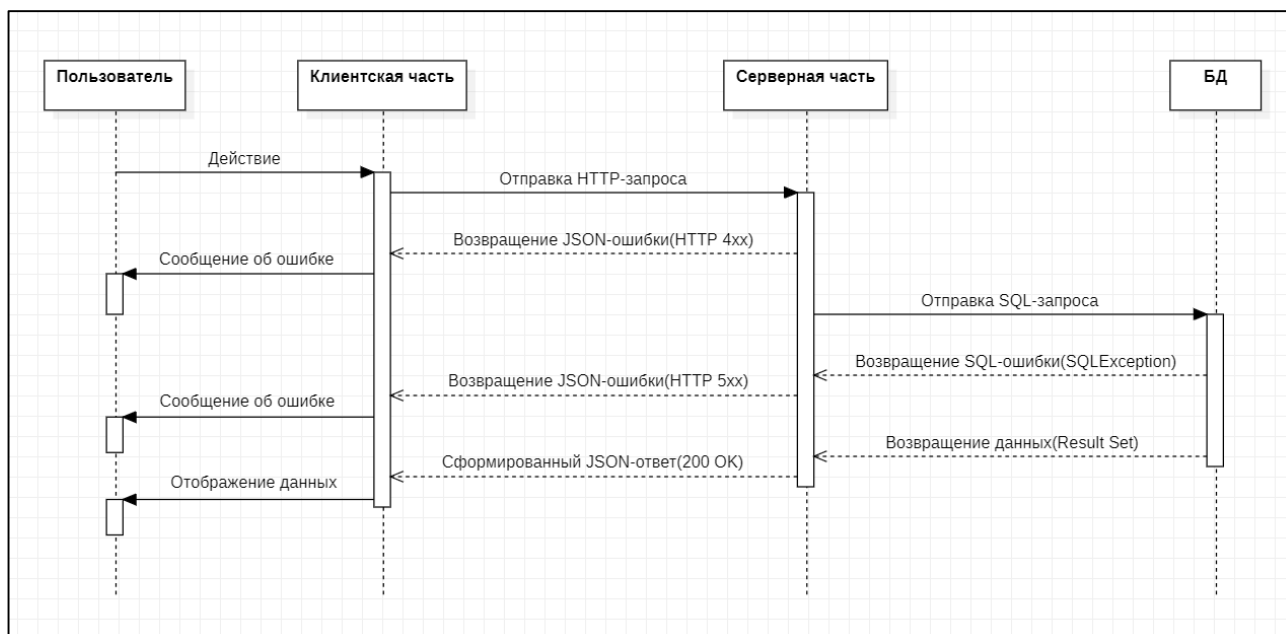 Пользователь
Клиентская часть
Серверная часть
БД
Действие
Отправка HTTP-запроса
Возвращение JSON-ошибки(HTTP 4xx)
Сообщение об ошибке
Отправка SQL-запроса
Возвращение SQL-ошибки(SQLException)
Возвращение JSON-ошибки(HTTP 5xx)
Сообщение об ошибке
Возвращение данных(Result Set)
Сформированный JSON-ответ(200 OK)
Отображение данных